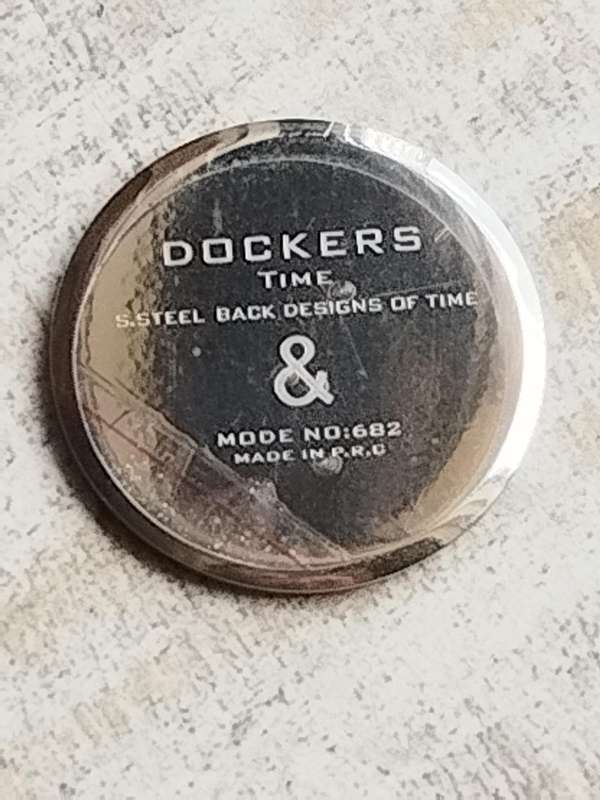 DOCKERS
TIME
S.STEEL BACK DESIGNS OF TIME
&
MODE NO:682
MADE IN P.R.C